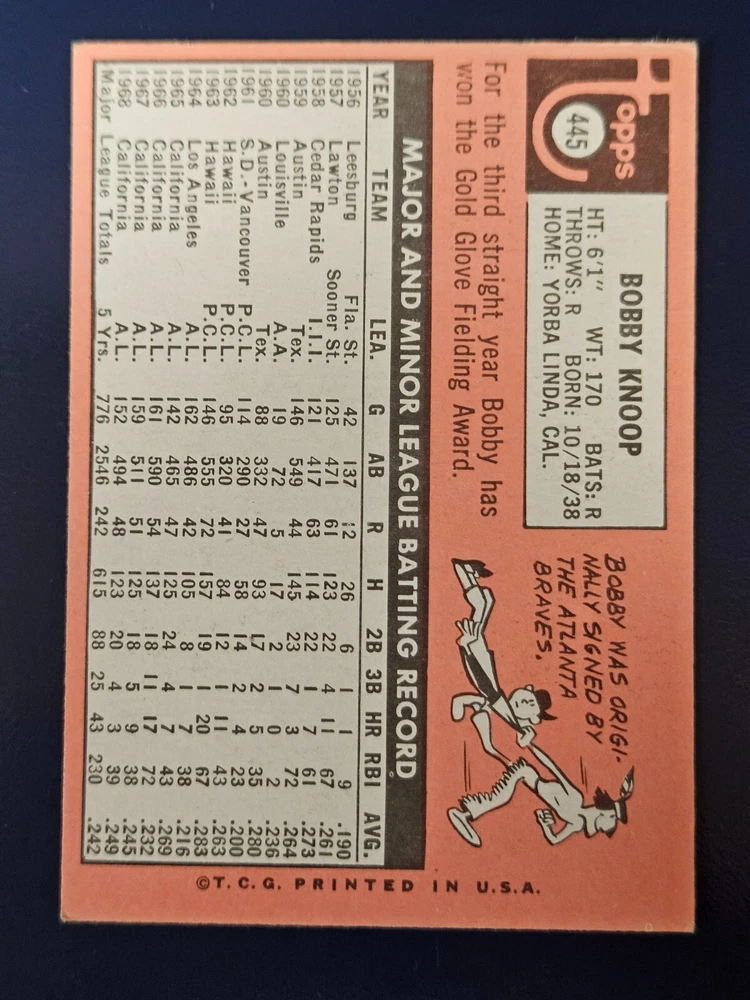 Topps
445
BOBBY KNOOP
HT: 6'1" WT: 170 BATS: R
THROWS: R BORN: 10/18/38
HOME: YORBA LINDA, CAL.
BOBBY WAS ORIGI-
NALLY SIGNED BY
THE ATLANTA
BRAVES.
For the third straight year Bobby has
won the Gold Glove Fielding Award.
MAJOR AND MINOR LEAGUE BATTING RECORD
YEAR TEAM LEA. G AB R H 2B 3B HR RBI AVG.
1956 Leesburg Fla. St. 42 137 12 26 6 1 1 9 .190
1957 Lawton Sooner St. 125 471 61 123 22 4 11 67 .261
1958 Cedar Rapids I.I.I. 121 417 63 114 22 1 7 61 .273
1959 Austin Tex. 146 549 44 145 23 7 3 72 .264
1960 Louisville A.A. 19 72 5 17 2 1 0 2 .236
1960 Austin Tex. 88 332 47 93 17 2 5 35 .280
1961 S.D.-Vancouver P.C.L. 114 290 27 58 14 2 4 23 .200
1962 Hawaii P.C.L. 95 320 41 84 12 1 11 43 .263
1963 Hawaii P.C.L. 146 555 72 157 19 1 20 67 .283
1964 Los Angeles A.L. 162 486 42 105 8 1 7 38 .216
1965 California A.L. 142 465 47 125 24 4 7 43 .269
1966 California A.L. 161 590 54 137 18 11 17 72 .232
1967 California A.L. 159 511 51 125 18 5 9 38 .245
1968 California A.L. 152 494 48 123 20 4 3 39 .249
Major League Totals 5 Yrs. 776 2546 242 615 88 25 43 230 .242
©T.C.G. PRINTED IN U.S.A.